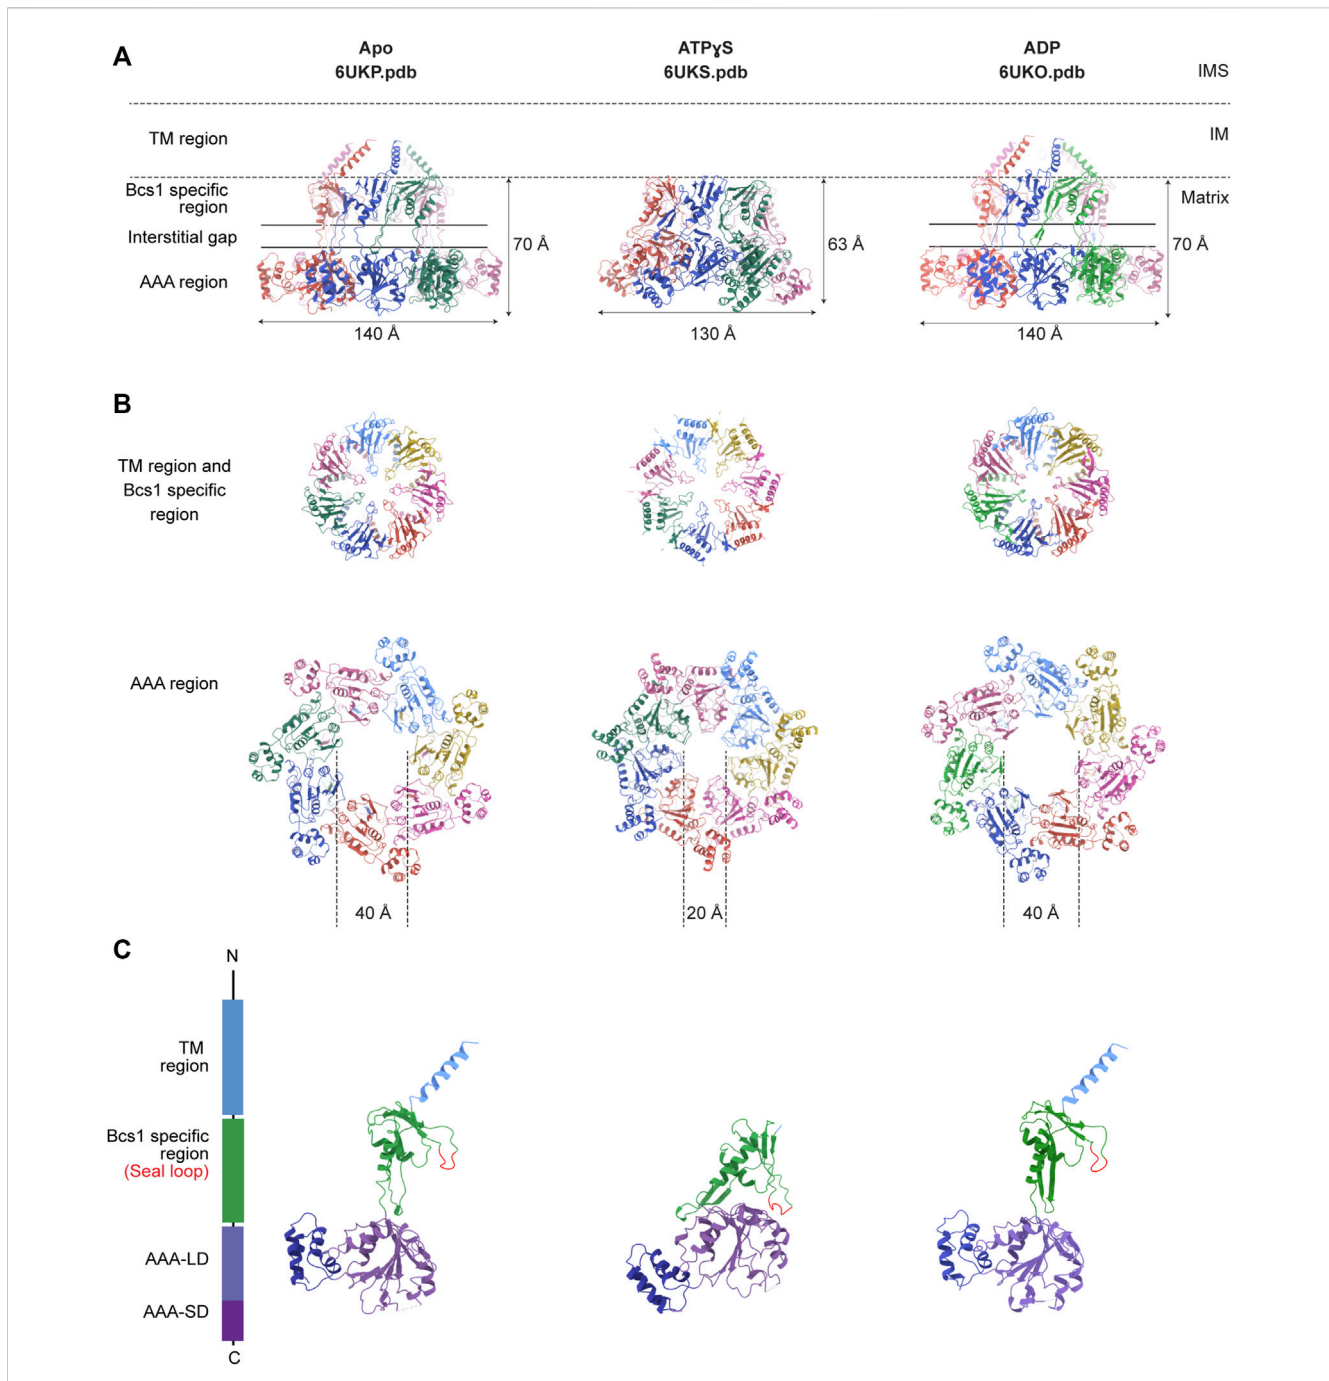 A
Apo
6UKP.pdb
ATPɣS
6UKS.pdb
ADP
6UKO.pdb
IMS
TM region
IM
Bcs1 specific
region
Matrix
Interstitial gap
70 Å
63 Å
70 Å
AAA region
140 Å
130 Å
140 Å
B
TM region and
Bcs1 specific
region
AAA region
40 Å
20 Å
40 Å
C
N
TM
region
Bcs1 specific
region
(Seal loop)
AAA-LD
AAA-SD
C